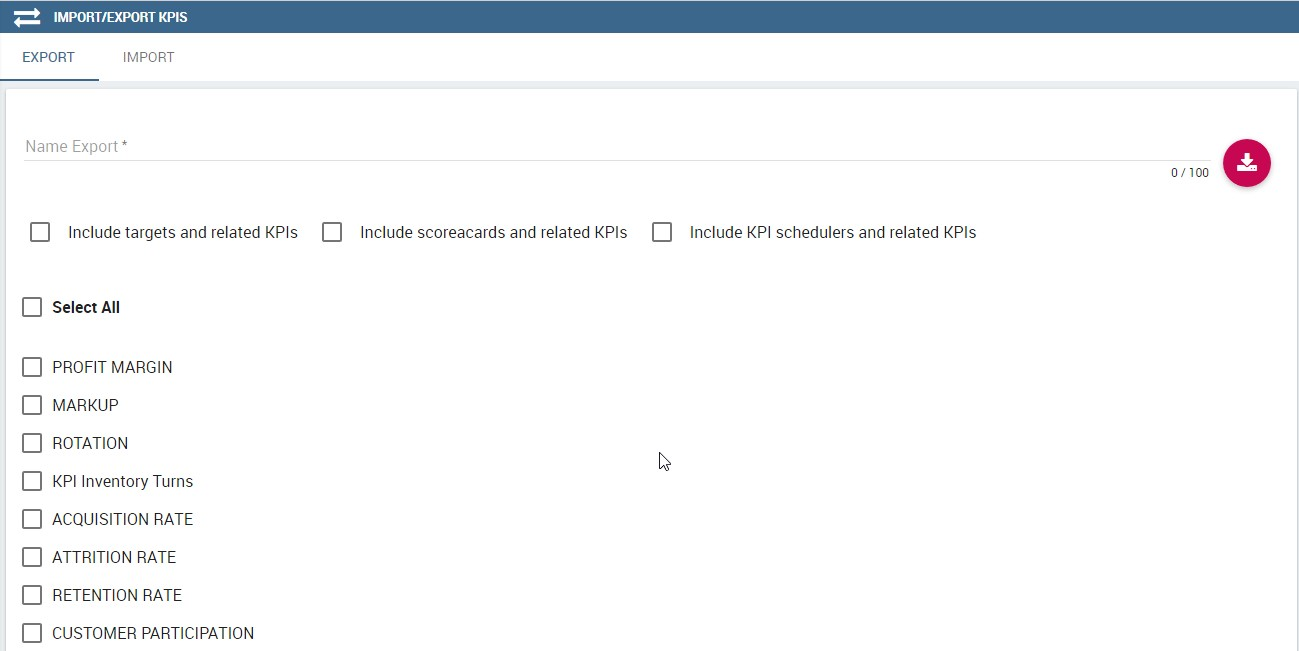 IMPORT/EXPORT KPIS
EXPORT IMPORT
Name Export *
0 / 100
Include targets and related KPIs Include scoreacards and related KPIs Include KPI schedulers and related KPIs
Select All
PROFIT MARGIN
MARKUP
ROTATION
KPI Inventory Turns
ACQUISITION RATE
ATTRITION RATE
RETENTION RATE
CUSTOMER PARTICIPATION